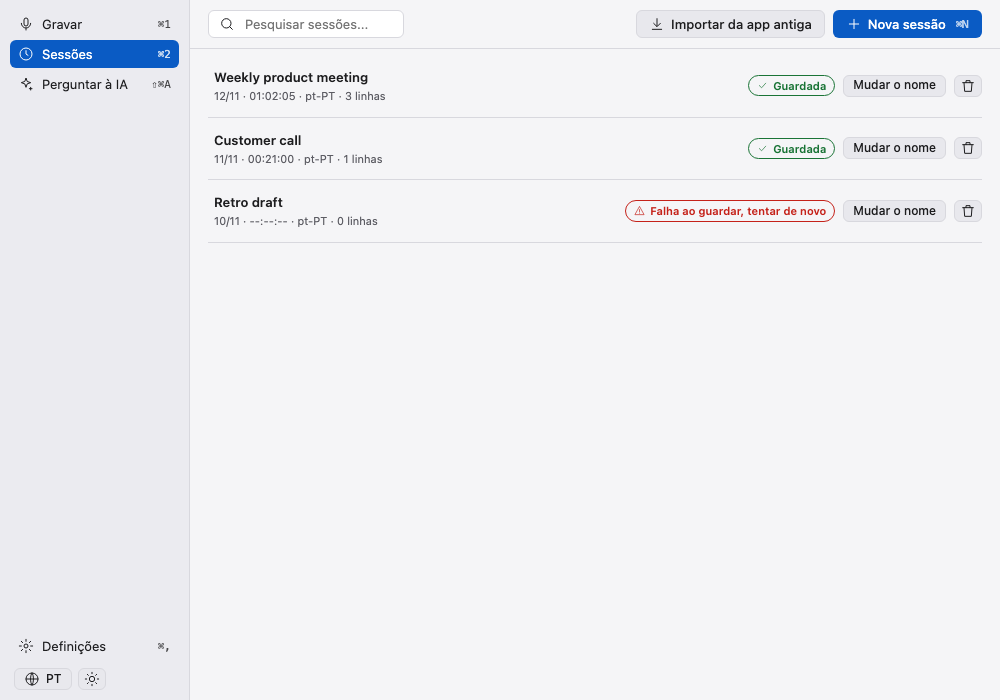 Gravar ⌘1
Sessões ⌘2
Perguntar à IA ⇧⌘A
Pesquisar sessões...
Importar da app antiga
Nova sessão ⌘N
Weekly product meeting
12/11 · 01:02:05 · pt-PT · 3 linhas
Guardada
Mudar o nome
Customer call
11/11 · 00:21:00 · pt-PT · 1 linhas
Guardada
Mudar o nome
Retro draft
10/11 · --:--:-- · pt-PT · 0 linhas
Falha ao guardar, tentar de novo
Mudar o nome
Definições ⌘,
PT